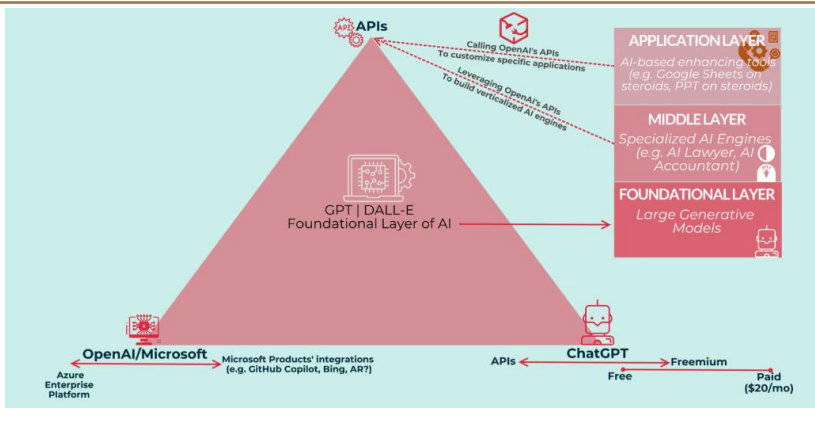 API
APIs
Calling OpenAI's APIs
To customize specific applications
Leveraging OpenAI's APIs
To build verticalized AI engines
APPLICATION LAYER
AI-based enhancing tools
(e.g. Google Sheets on
steroids, PPT on steroids)
MIDDLE LAYER
Specialized AI Engines
(e.g. AI Lawyer, AI
Accountant)
FOUNDATIONAL LAYER
Large Generative
Models
GPT | DALL-E
Foundational Layer of AI
OpenAI/Microsoft
Microsoft Products' integrations
(e.g. GitHub Copilot, Bing, AR?)
Azure
Enterprise
Platform
ChatGPT
APIs
Freemium
Free
Paid
($20/mo)